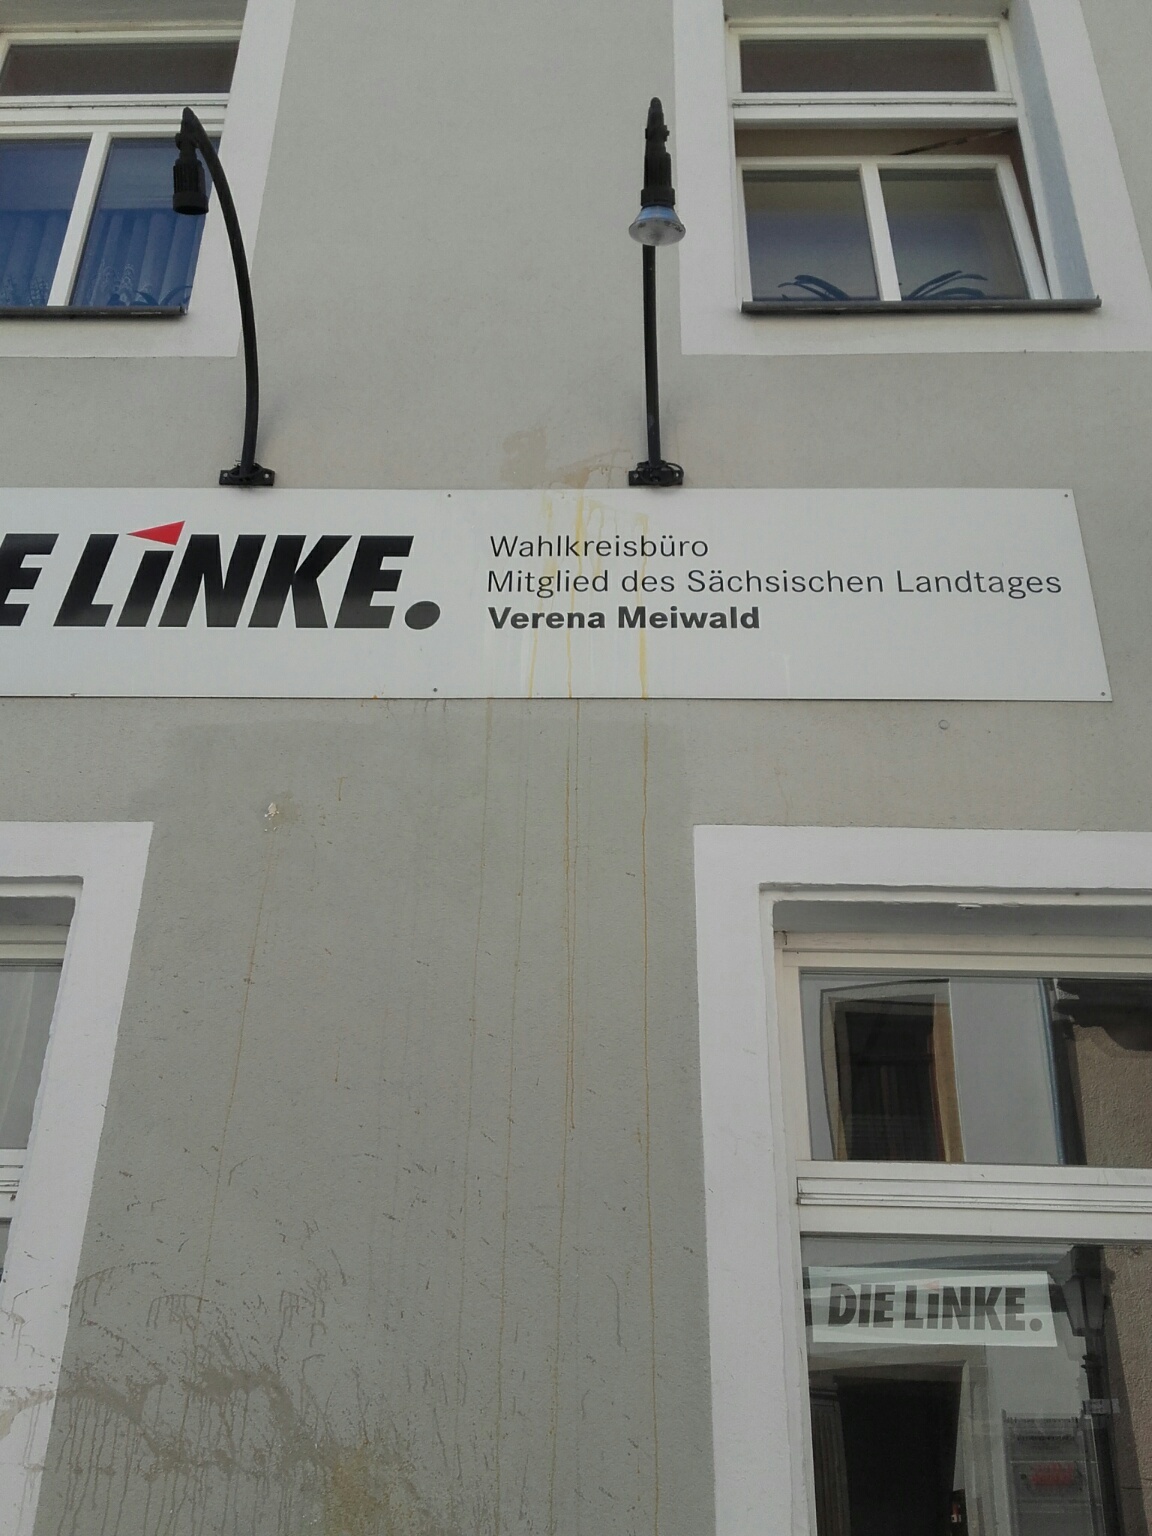 E LINKE.
Wahlkreisbüro
Mitglied des Sächsischen Landtages
Verena Meiwald
DIE LINKE.